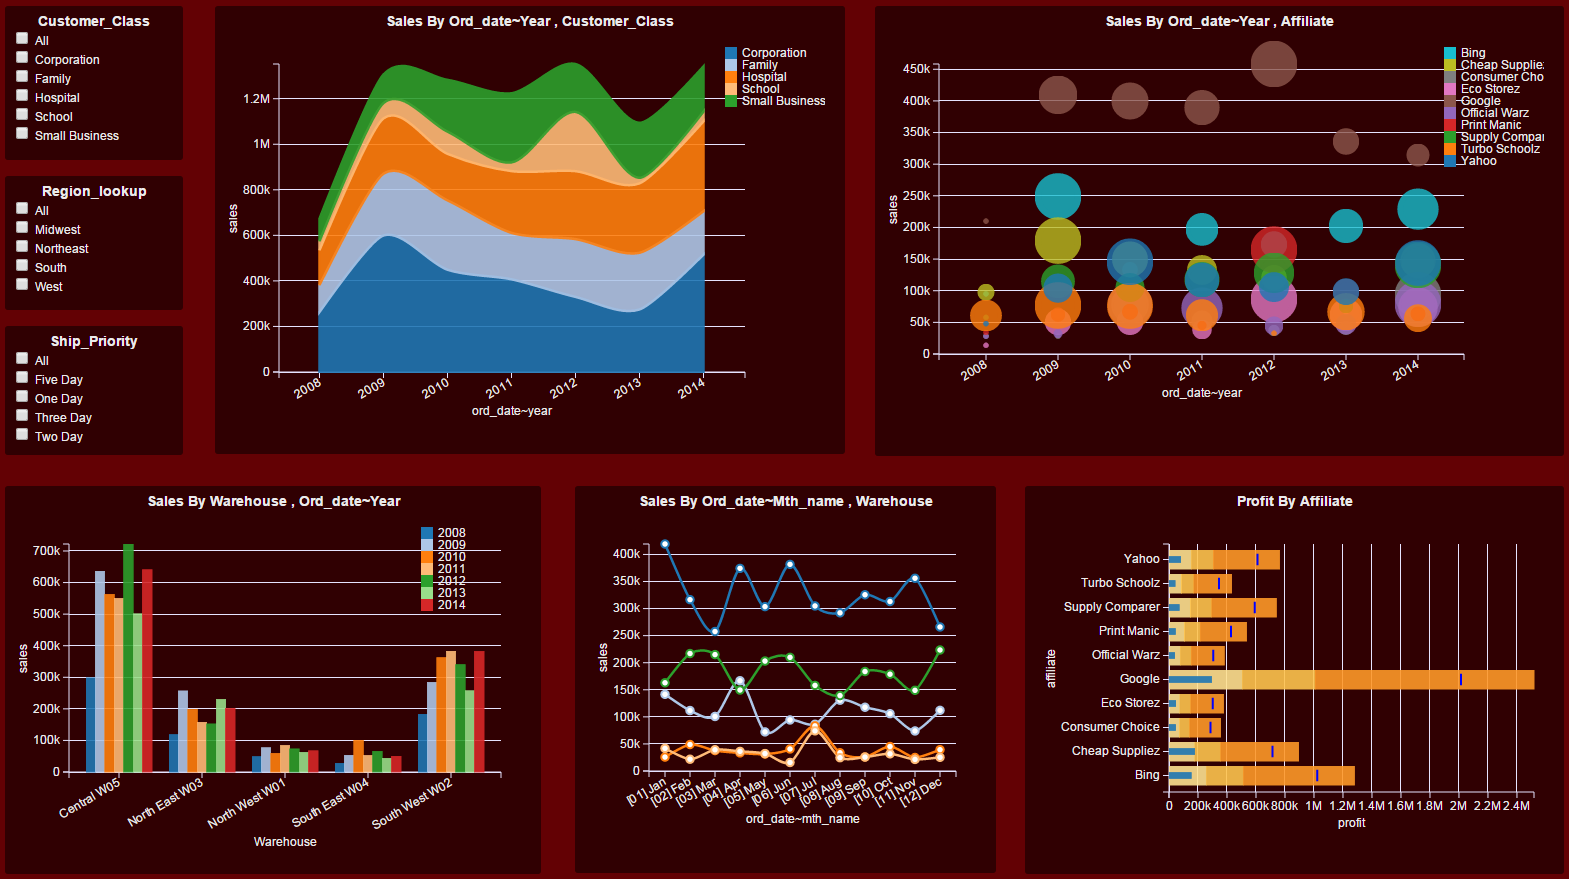 Customer_Class
All
Corporation
Family
Hospital
School
Small Business
Region_lookup
All
Midwest
Northeast
South
West
Ship_Priority
All
Five Day
One Day
Three Day
Two Day
Sales By Ord_date~Year , Customer_Class
Corporation
Family
Hospital
School
Small Business
1.2M
1M
800k
600k
400k
200k
0
sales
2008
2009
2010
2011
2012
2013
2014
ord_date~year
Sales By Ord_date~Year , Affiliate
Bing
Cheap Supplie
Consumer Cho
Eco Storez
Google
Official Warz
Print Manic
Supply Compar
Turbo Schoolz
Yahoo
450k
400k
350k
300k
250k
200k
150k
100k
50k
0
sales
2008
2009
2010
2011
2012
2013
2014
ord_date~year
Sales By Warehouse , Ord_date~Year
2008
2009
2010
2011
2012
2013
2014
700k
600k
500k
400k
300k
200k
100k
0
sales
Central W05
North East W03
North West W01
South East W04
South West W02
Warehouse
Sales By Ord_date~Mth_name , Warehouse
400k
350k
300k
250k
200k
150k
100k
50k
0
sales
[01] Jan
[02] Feb
[03] Mar
[04] Apr
[05] May
[06] Jun
[07] Jul
[08] Aug
[09] Sep
[10] Oct
[11] Nov
[12] Dec
ord_date~mth_name
Profit By Affiliate
Yahoo
Turbo Schoolz
Supply Comparer
Print Manic
Official Warz
Google
Eco Storez
Consumer Choice
Cheap Suppliez
Bing
affiliate
0 200k 400k 600k 800k 1M 1.2M 1.4M 1.6M 1.8M 2M 2.2M 2.4M
profit